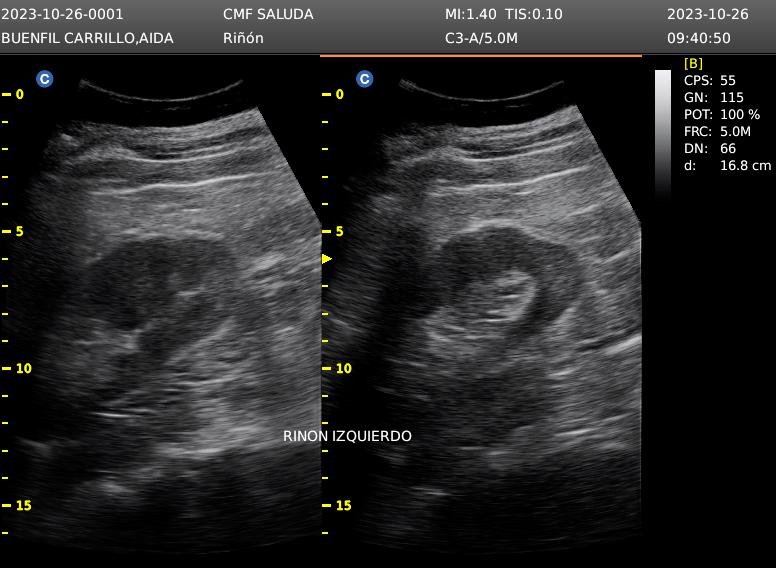 2023-10-26-0001 CMF SALUDA MI:1.40 TIS:0.10 2023-10-26
BUENFIL CARRILLO,AIDA Riñón C3-A/5.0M 09:40:50
C C
[B]
CPS: 55
GN: 115
POT: 100 %
FRC: 5.0M
DN: 66
d: 16.8 cm
0 0
5 5
10 10
RINON IZQUIERDO
15 15